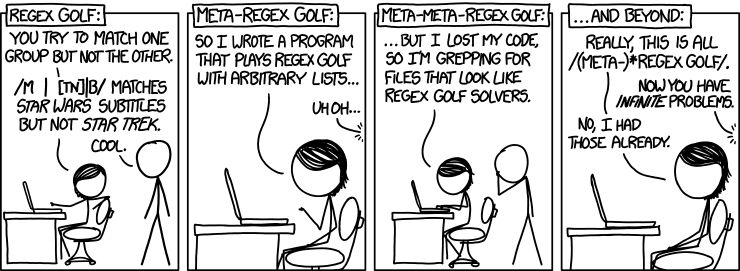 REGEX GOLF:
YOU TRY TO MATCH ONE
GROUP BUT NOT THE OTHER.
/M | [TN]|B/ MATCHES
STAR WARS SUBTITLES
BUT NOT STAR TREK.
COOL.
META-REGEX GOLF:
SO I WROTE A PROGRAM
THAT PLAYS REGEX GOLF
WITH ARBITRARY LISTS...
UH OH...
META-META-REGEX GOLF:
...BUT I LOST MY CODE,
SO I'M GREPPING FOR
FILES THAT LOOK LIKE
REGEX GOLF SOLVERS.
...AND BEYOND:
REALLY, THIS IS ALL
/(META-)*REGEX GOLF/.
NOW YOU HAVE
INFINITE PROBLEMS.
NO, I HAD
THOSE ALREADY.